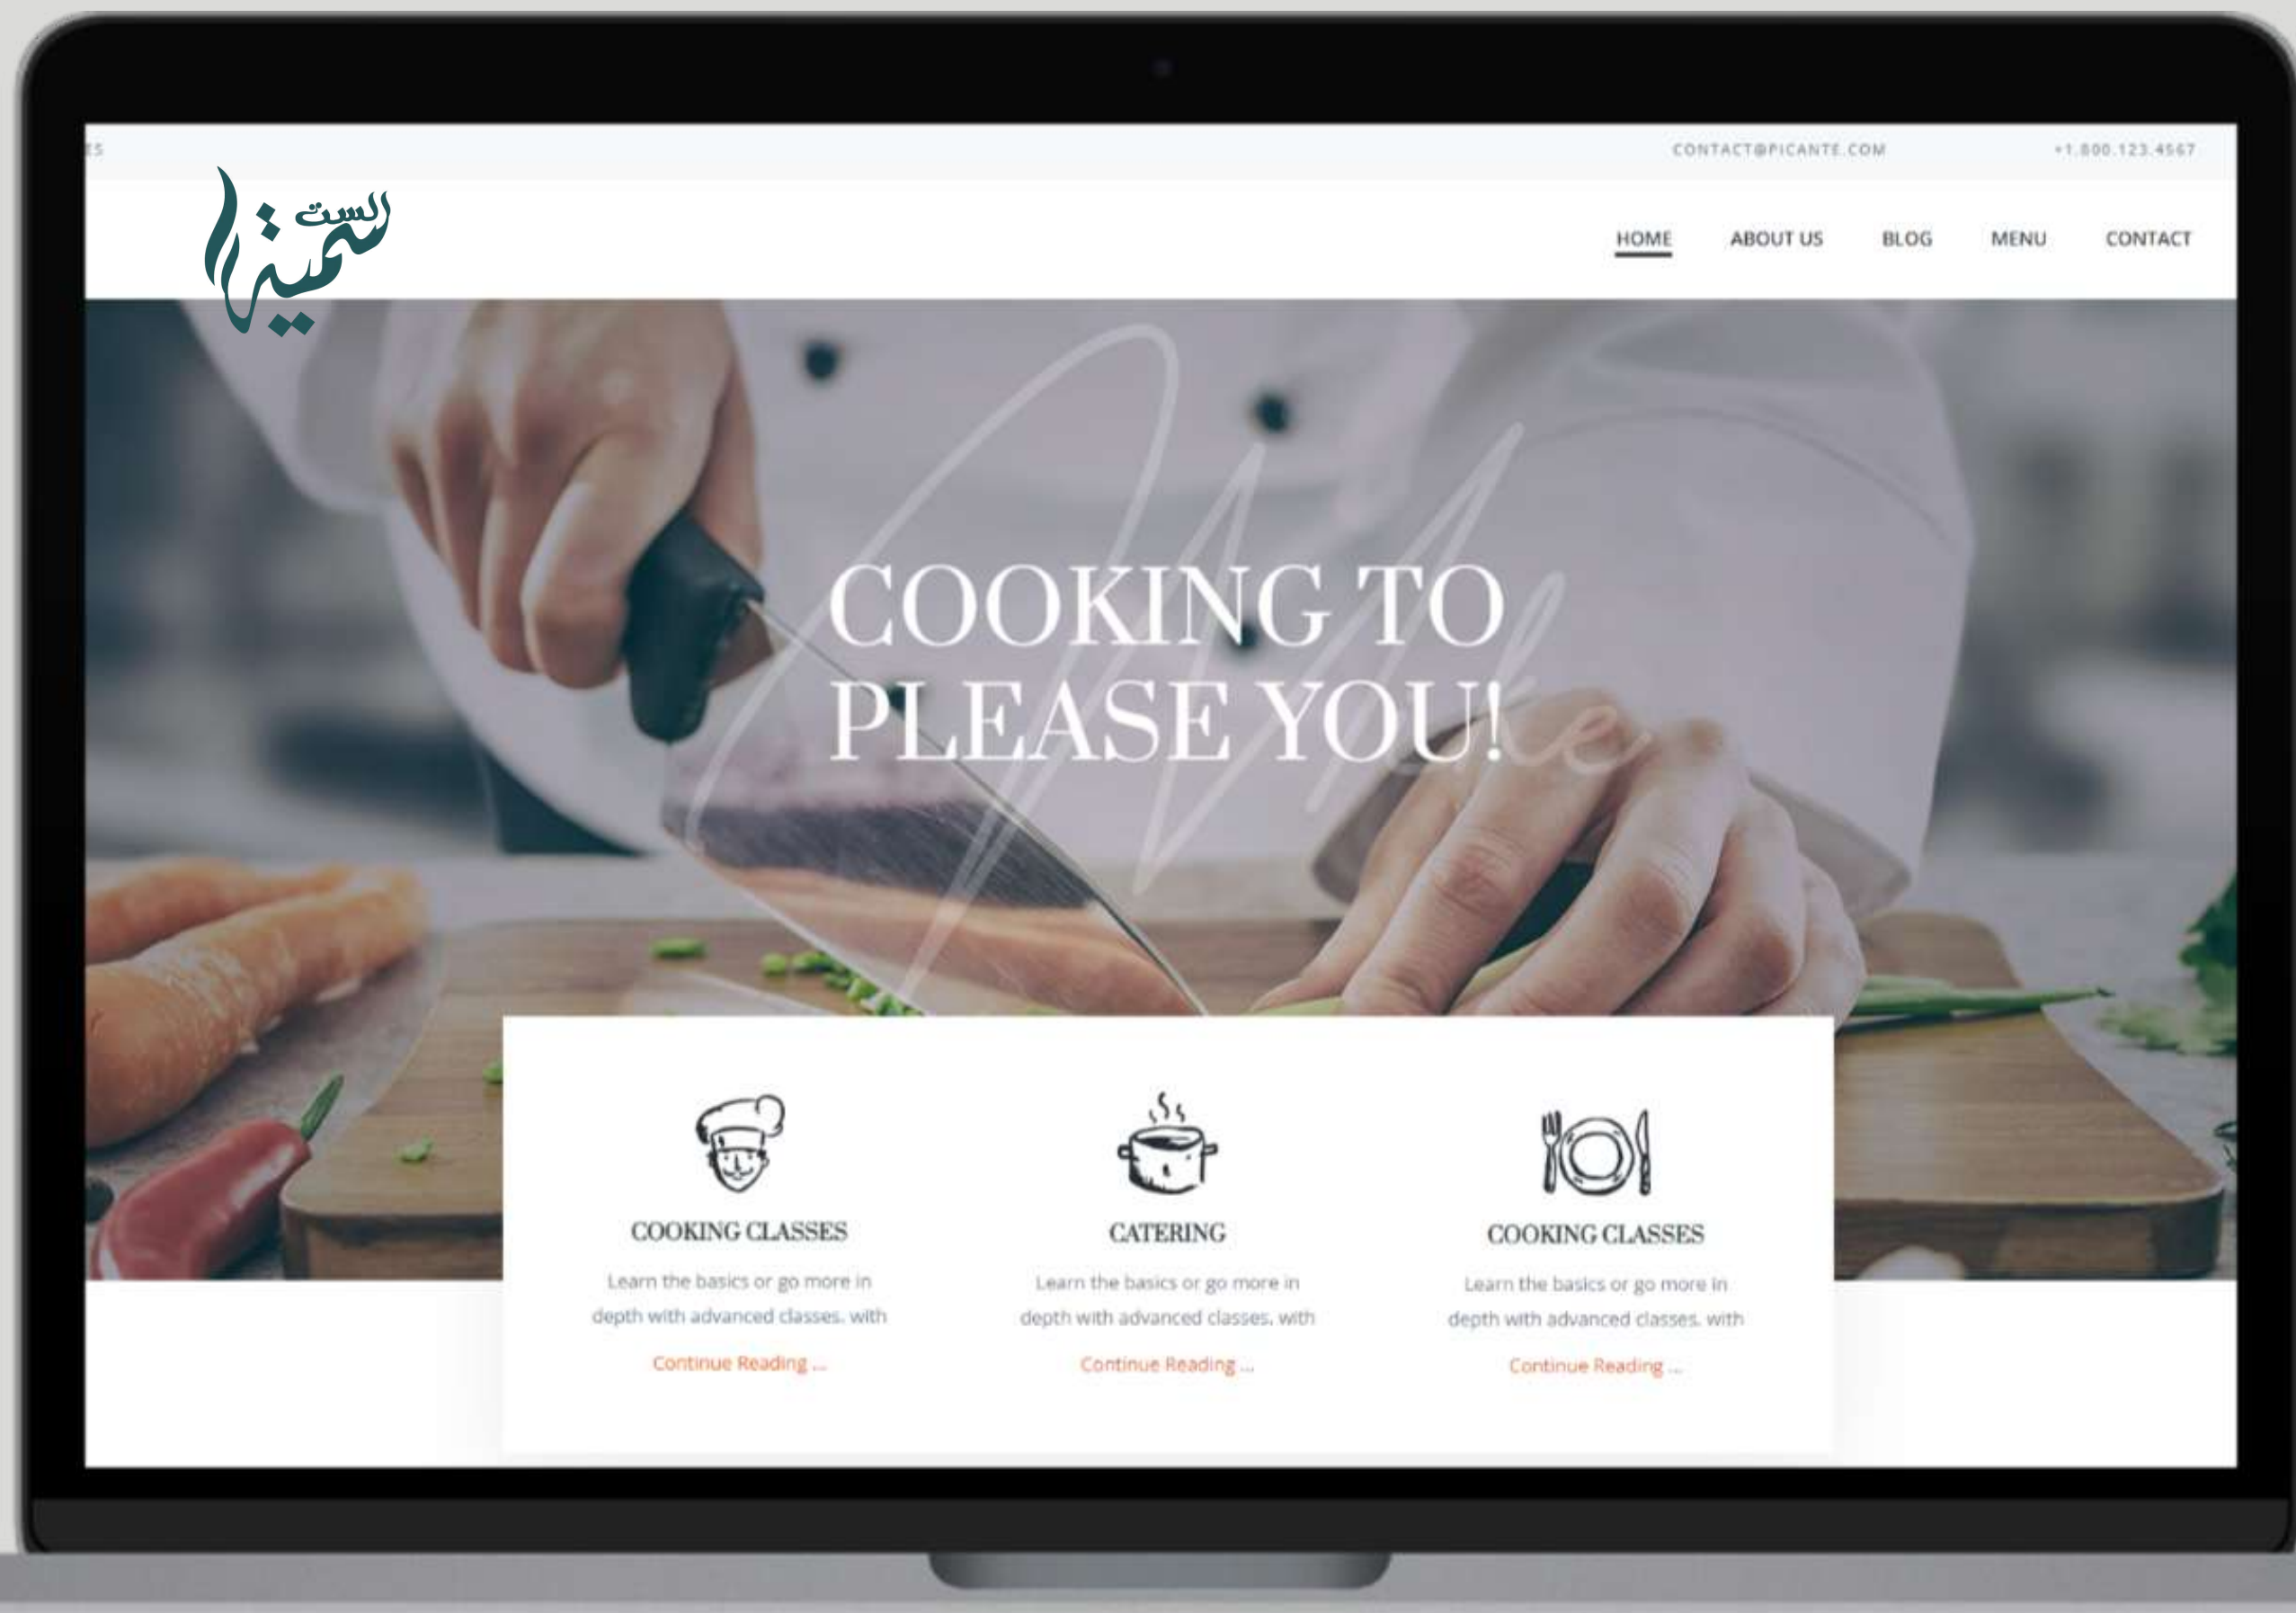 ES
CONTACT@PICANTE.COM
+1.800.123.4567
الست
سمية
HOME
ABOUT US
BLOG
MENU
CONTACT
COOKING TO
PLEASE YOU!
COOKING CLASSES
Learn the basics or go more in
depth with advanced classes, with
Continue Reading ...
CATERING
Learn the basics or go more in
depth with advanced classes, with
Continue Reading ...
COOKING CLASSES
Learn the basics or go more in
depth with advanced classes, with
Continue Reading ...